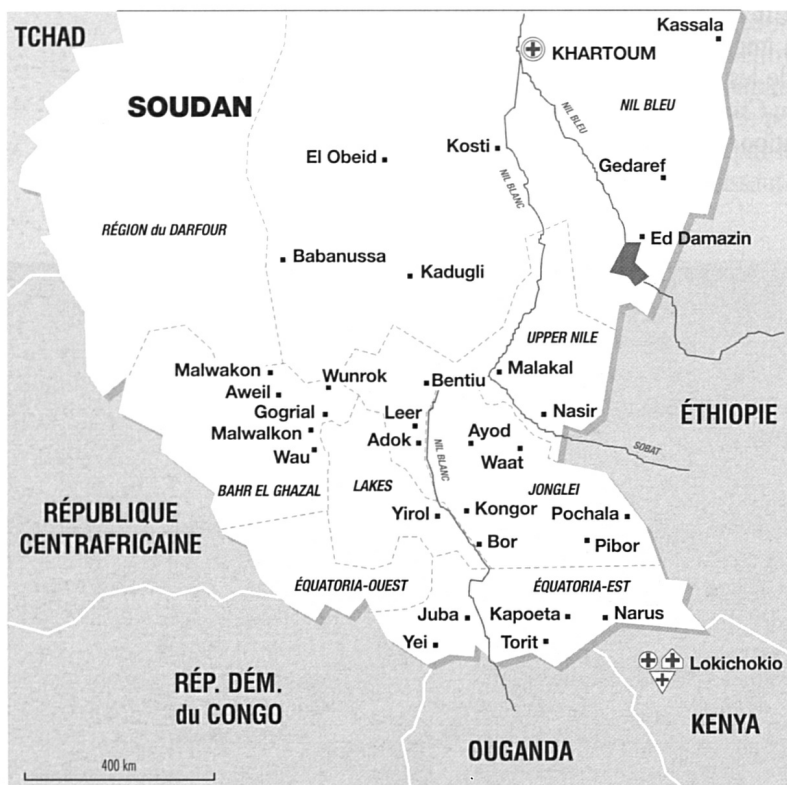 TCHAD
Kassala
KHARTOUM
SOUDAN
NIL BLEU
NIL BLEU
El Obeid
Kosti
NIL BLANC
Gedaref
RÉGION du DARFOUR
Ed Damazin
Babanussa
Kadugli
UPPER NILE
Malwakon
Wunrok
Bentiu
Malakal
Aweil
Gogrial
Leer
Nasir
ÉTHIOPIE
Malwalkon
Adok
Ayod
NIL BLANC
SOBAT
Wau
Waat
BAHR EL GHAZAL
LAKES
JONGLEI
RÉPUBLIQUE
CENTRAFRICAINE
Yirol
Kongor
Pochala
Bor
Pibor
ÉQUATORIA-OUEST
ÉQUATORIA-EST
Juba
Kapoeta
Narus
Yei
Torit
Lokichokio
RÉP. DÉM.
du CONGO
KENYA
OUGANDA
400 km